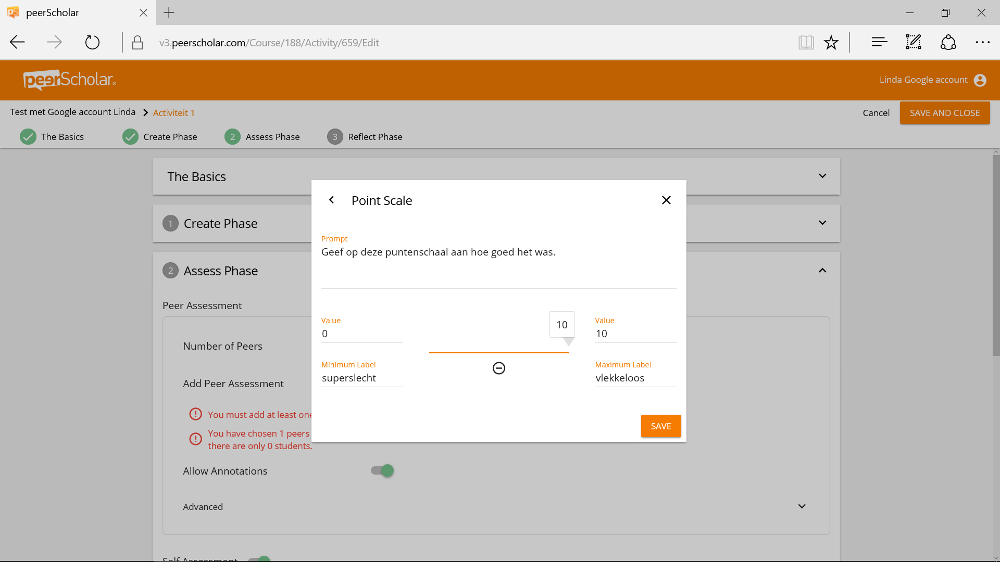 peerScholar
v3.peerscholar.com/Course/188/Activity/659/Edit
peerScholar®
Linda Google account
Test met Google account Linda
Activiteit 1
Cancel
SAVE AND CLOSE
The Basics
Create Phase
2
Assess Phase
3
Reflect Phase
The Basics
1
Create Phase
2
Assess Phase
Point Scale
Prompt
Geef op deze puntenschaal aan hoe goed het was.
Value
0
10
Value
10
Minimum Label
superslecht
Maximum Label
vlekkeloos
SAVE
Peer Assessment
Number of Peers
Add Peer Assessment
You must add at least one
You have chosen 1 peers
there are only 0 students.
Allow Annotations
Advanced
Self Assessment